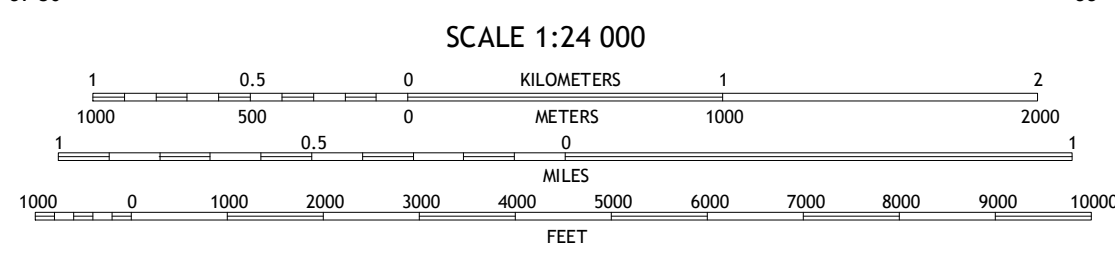 SCALE 1:24 000
1 0.5 0 KILOMETERS 1 2
1000 500 0 METERS 1000 2000
1 0.5 0 1
MILES
1000 0 1000 2000 3000 4000 5000 6000 7000 8000 9000 10000
FEET